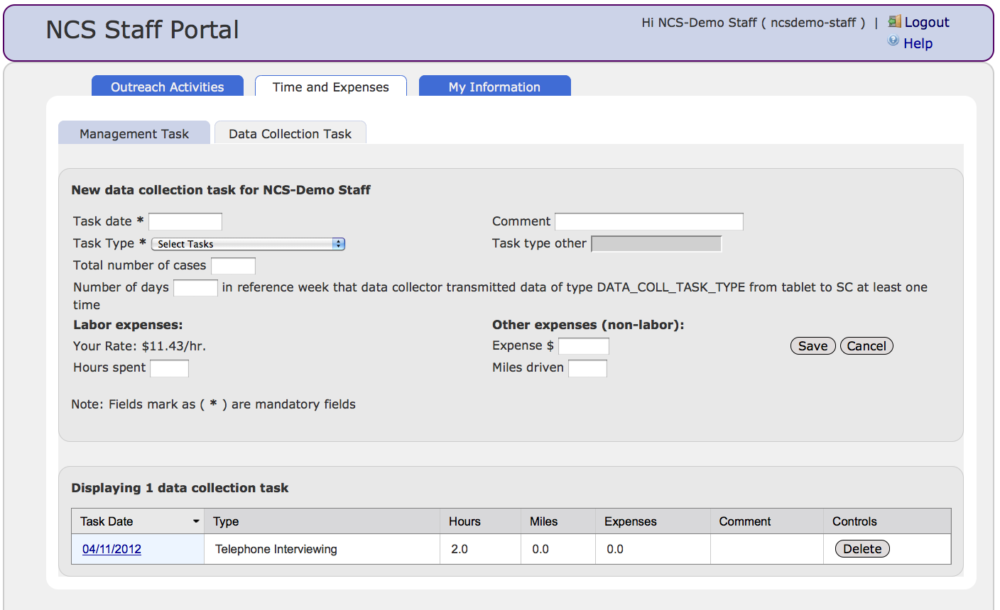 NCS Staff Portal
Hi NCS-Demo Staff ( ncsdemo-staff ) | Logout
Help
Outreach Activities Time and Expenses My Information
Management Task Data Collection Task
New data collection task for NCS-Demo Staff
Task date * Comment
Task Type * Select Tasks Task type other
Total number of cases
Number of days in reference week that data collector transmitted data of type DATA_COLL_TASK_TYPE from tablet to SC at least one
time
Labor expenses: Other expenses (non-labor):
Your Rate: $11.43/hr. Expense $ Save Cancel
Hours spent Miles driven
Note: Fields mark as ( * ) are mandatory fields
Displaying 1 data collection task
Task Date Type Hours Miles Expenses Comment Controls
04/11/2012 Telephone Interviewing 2.0 0.0 0.0 Delete